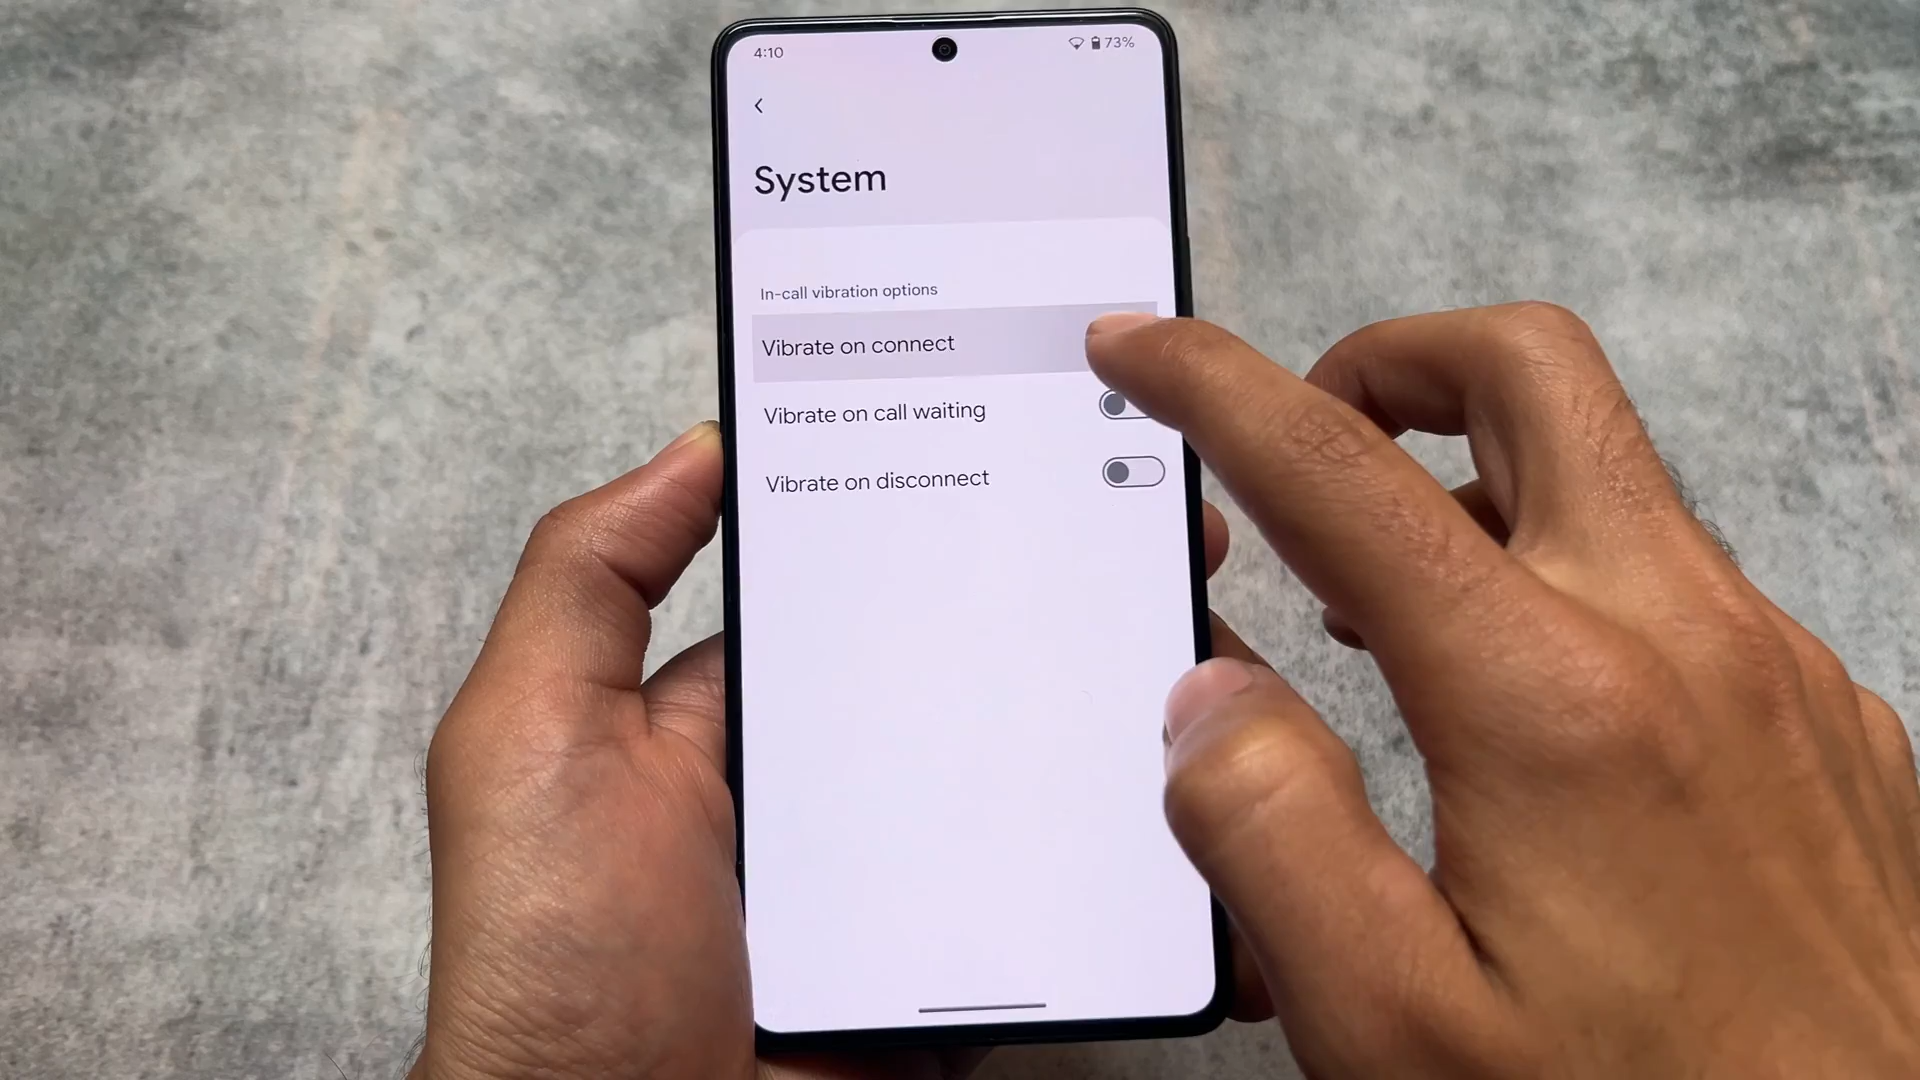 4:10
73%
System
In-call vibration options
Vibrate on connect
Vibrate on call waiting
Vibrate on disconnect